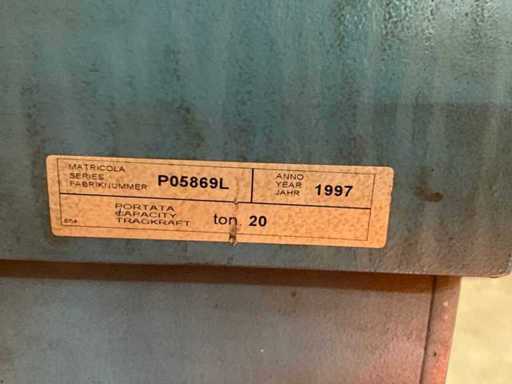 MATRICOLA
SERIES
FABRIKNUMMER
P05869L
ANNO
YEAR
JAHR
1997
PORTATA
CAPACITY
TRAGKRAFT
ton. 20